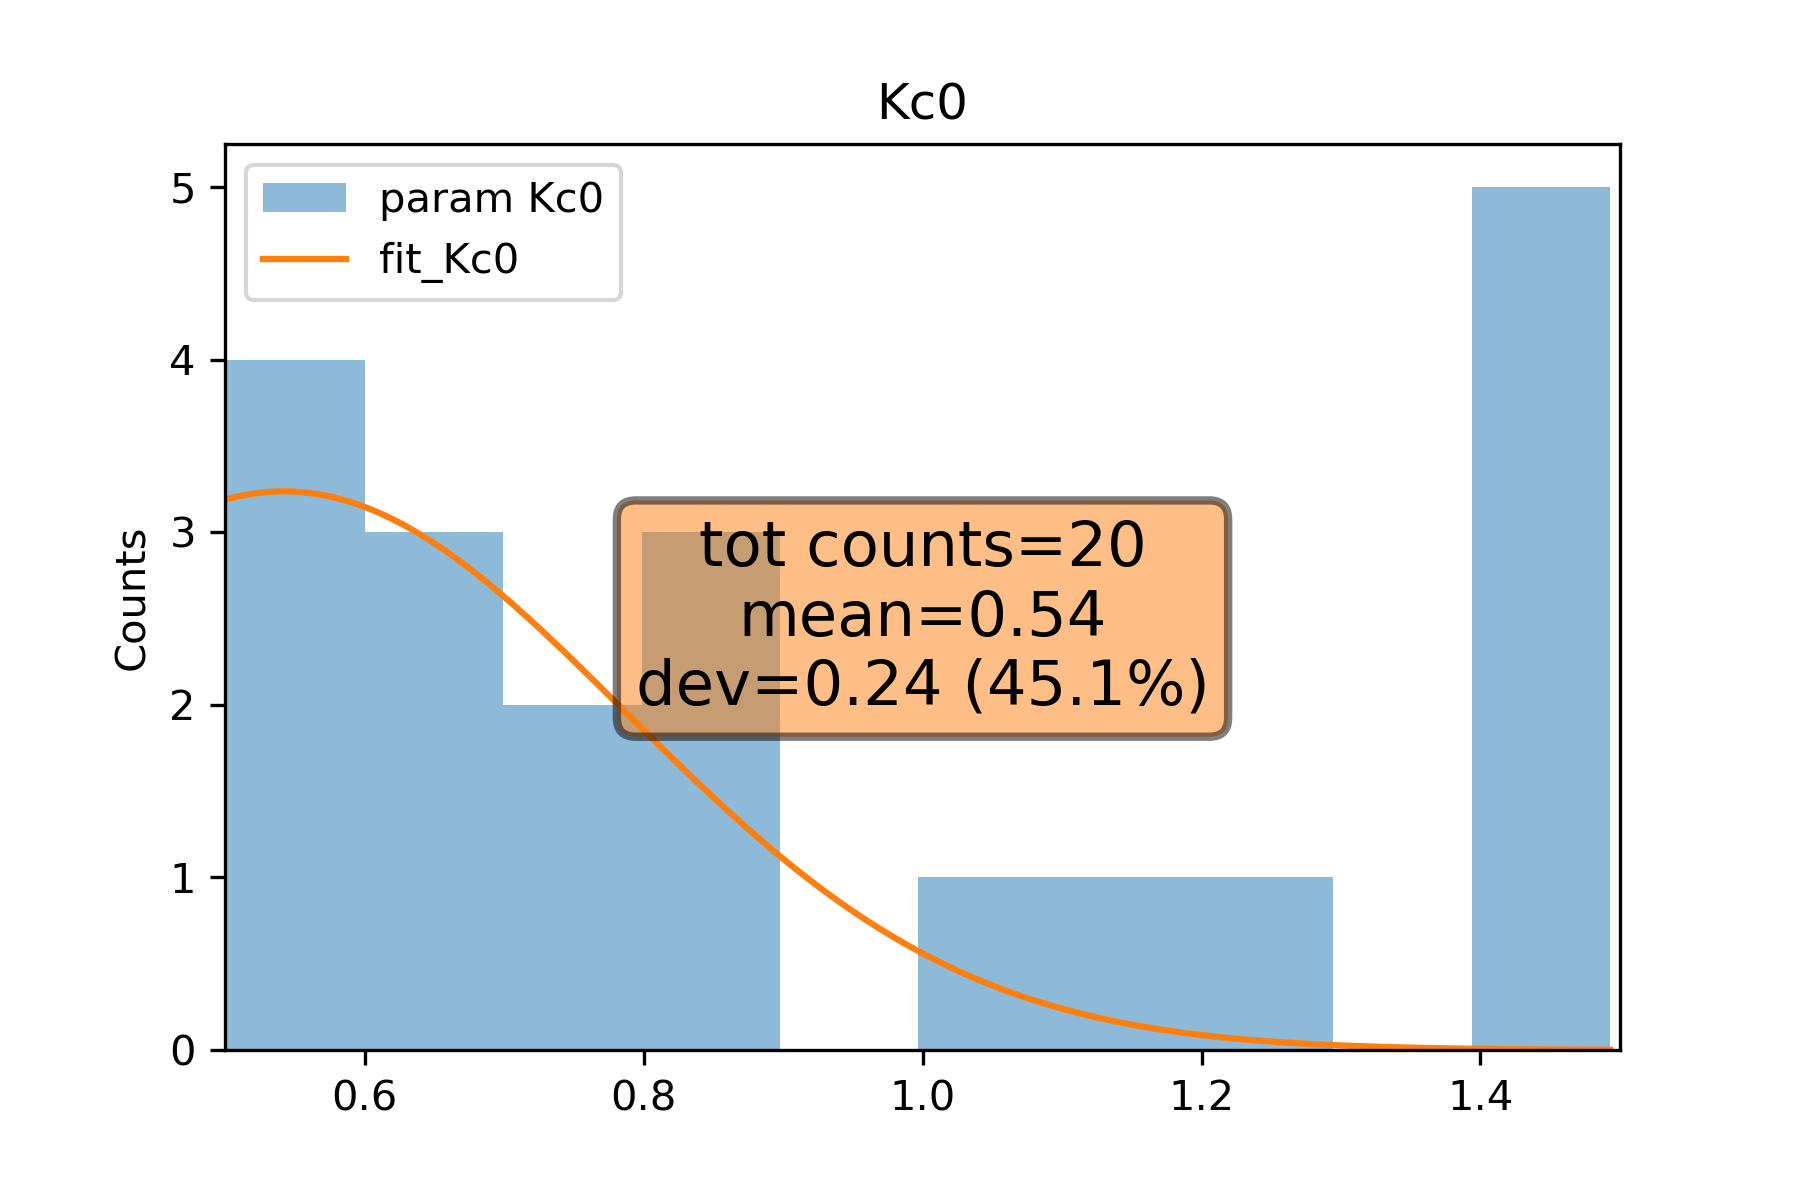 Kc0
param Kc0
fit_Kc0
tot counts=20
mean=0.54
dev=0.24 (45.1%)
Counts
5
4
3
2
1
0
0.6 0.8 1.0 1.2 1.4